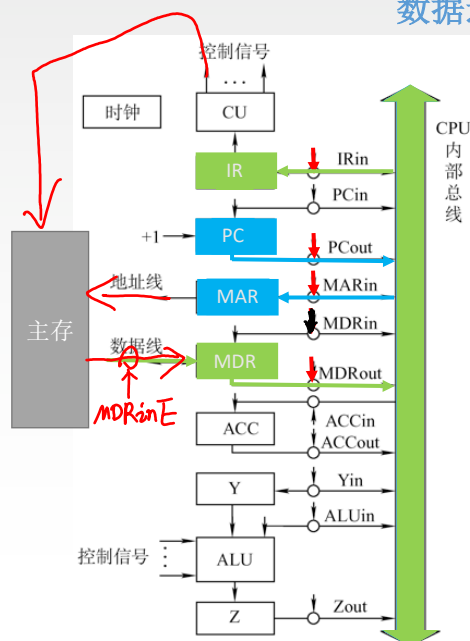 数据
控制信号
...
时钟
CU
CPU
内
部
总
线
IR
IRin
PCin
+1
PC
PCout
地址线
MAR
MARin
主存
MDRin
数据线
MDR
MDRout
MDRinE
ACC
ACCin
ACCout
Y
Yin
ALUin
控制信号
ALU
Z
Zout